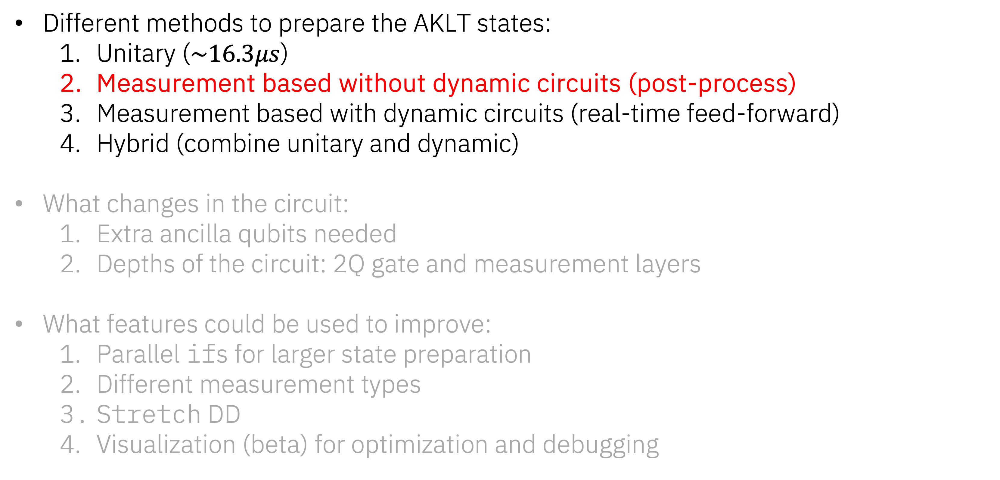 • Different methods to prepare the AKLT states:
1. Unitary (~16.3μs)
2. Measurement based without dynamic circuits (post-process)
3. Measurement based with dynamic circuits (real-time feed-forward)
4. Hybrid (combine unitary and dynamic)
• What changes in the circuit:
1. Extra ancilla qubits needed
2. Depths of the circuit: 2Q gate and measurement layers
• What features could be used to improve:
1. Parallel ifs for larger state preparation
2. Different measurement types
3. Stretch DD
4. Visualization (beta) for optimization and debugging